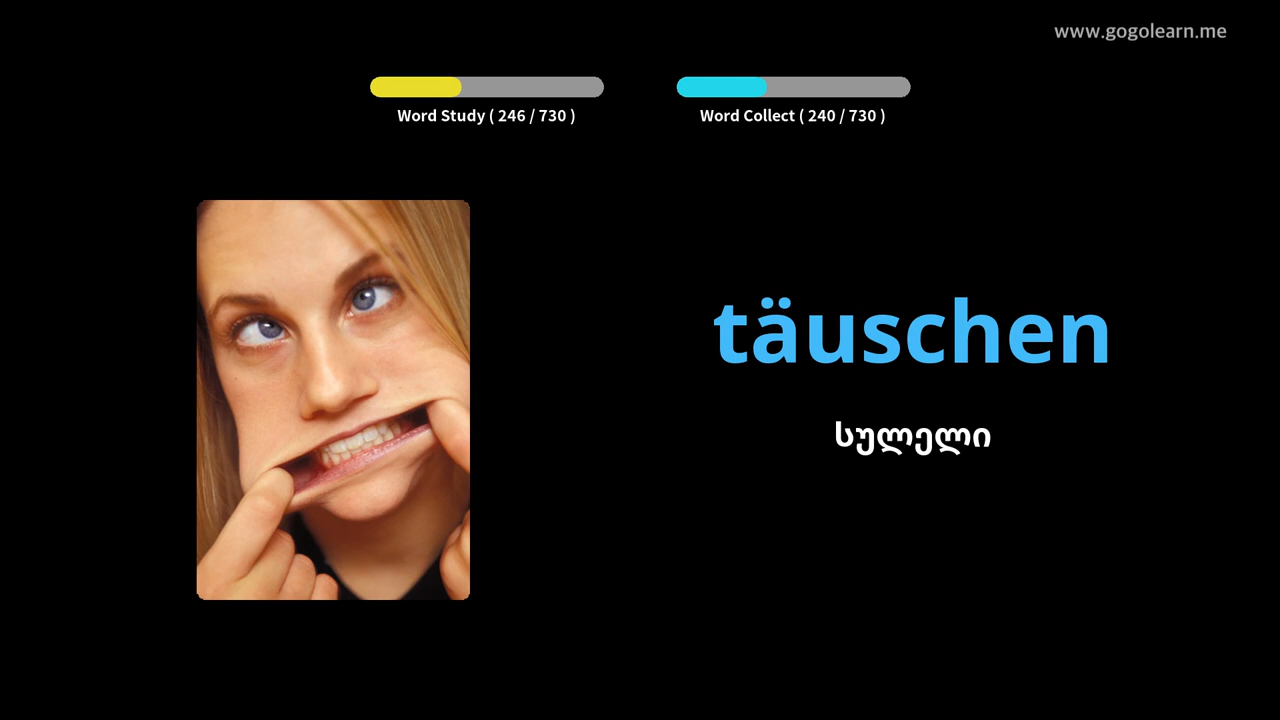 www.gogolearn.me
Word Study ( 246 / 730 )
Word Collect ( 240 / 730 )
täuschen
სულელი